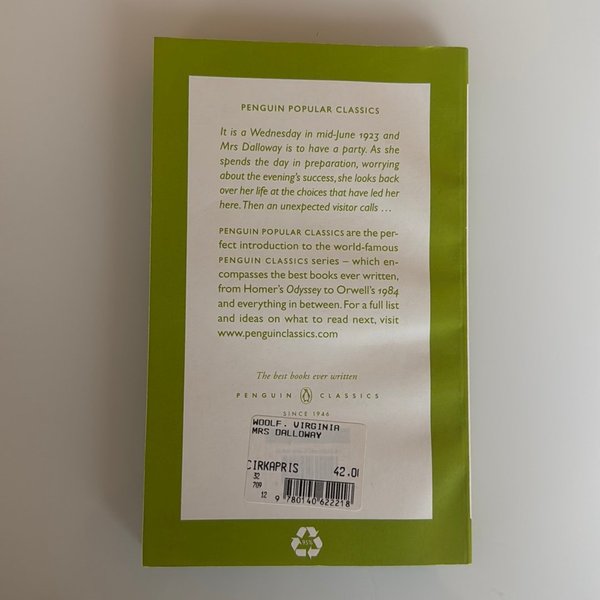 PENGUIN POPULAR CLASSICS
It is a Wednesday in mid-June 1923 and
Mrs Dalloway is to have a party. As she
spends the day in preparation, worrying
about the evening's success, she looks back
over her life at the choices that have led her
here. Then an unexpected visitor calls …
PENGUIN POPULAR CLASSICS are the per-
fect introduction to the world-famous
PENGUIN CLASSICS series – which en-
compasses the best books ever written,
from Homer's Odyssey to Orwell's 1984
and everything in between. For a full list
and ideas on what to read next, visit
www.penguinclassics.com
The best books ever written
PENGUIN CLASSICS
SINCE 1946
WOOLF. VIRGINIA
MRS DALLOWAY
CIRKAPRIS 42.0
32
709
12 9 780140 622218
95%